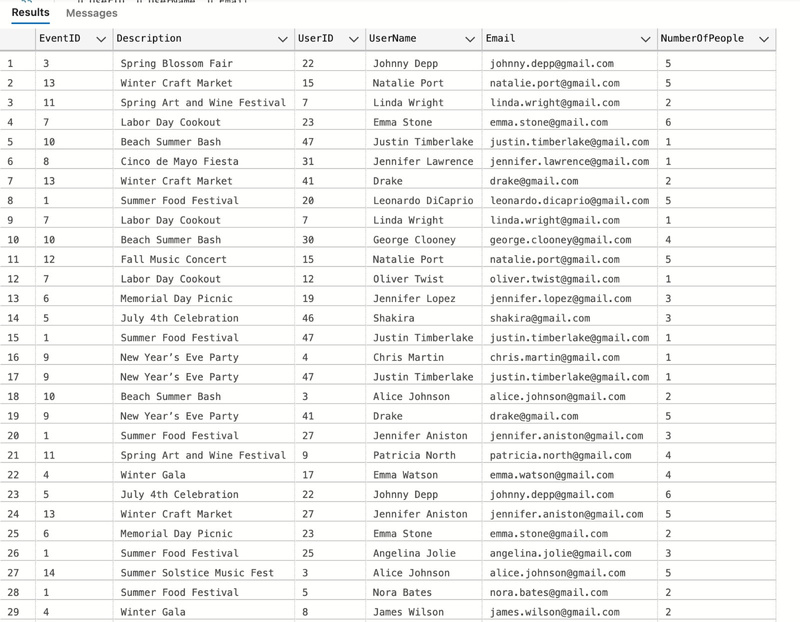 Results Messages
EventID Description UserID UserName Email NumberOfPeople
1 3 Spring Blossom Fair 22 Johnny Depp johnny.depp@gmail.com 5
2 13 Winter Craft Market 15 Natalie Port natalie.port@gmail.com 5
3 11 Spring Art and Wine Festival 7 Linda Wright linda.wright@gmail.com 2
4 7 Labor Day Cookout 23 Emma Stone emma.stone@gmail.com 6
5 10 Beach Summer Bash 47 Justin Timberlake justin.timberlake@gmail.com 1
6 8 Cinco de Mayo Fiesta 31 Jennifer Lawrence jennifer.lawrence@gmail.com 1
7 13 Winter Craft Market 41 Drake drake@gmail.com 2
8 1 Summer Food Festival 20 Leonardo DiCaprio leonardo.dicaprio@gmail.com 5
9 7 Labor Day Cookout 7 Linda Wright linda.wright@gmail.com 1
10 10 Beach Summer Bash 30 George Clooney george.clooney@gmail.com 4
11 12 Fall Music Concert 15 Natalie Port natalie.port@gmail.com 5
12 7 Labor Day Cookout 12 Oliver Twist oliver.twist@gmail.com 1
13 6 Memorial Day Picnic 19 Jennifer Lopez jennifer.lopez@gmail.com 3
14 5 July 4th Celebration 46 Shakira shakira@gmail.com 3
15 1 Summer Food Festival 47 Justin Timberlake justin.timberlake@gmail.com 1
16 9 New Year’s Eve Party 4 Chris Martin chris.martin@gmail.com 1
17 9 New Year’s Eve Party 47 Justin Timberlake justin.timberlake@gmail.com 1
18 10 Beach Summer Bash 3 Alice Johnson alice.johnson@gmail.com 2
19 9 New Year’s Eve Party 41 Drake drake@gmail.com 5
20 1 Summer Food Festival 27 Jennifer Aniston jennifer.aniston@gmail.com 3
21 11 Spring Art and Wine Festival 9 Patricia North patricia.north@gmail.com 4
22 4 Winter Gala 17 Emma Watson emma.watson@gmail.com 4
23 5 July 4th Celebration 22 Johnny Depp johnny.depp@gmail.com 6
24 13 Winter Craft Market 27 Jennifer Aniston jennifer.aniston@gmail.com 5
25 6 Memorial Day Picnic 23 Emma Stone emma.stone@gmail.com 2
26 1 Summer Food Festival 25 Angelina Jolie angelina.jolie@gmail.com 3
27 14 Summer Solstice Music Fest 3 Alice Johnson alice.johnson@gmail.com 5
28 1 Summer Food Festival 5 Nora Bates nora.bates@gmail.com 2
29 4 Winter Gala 8 James Wilson james.wilson@gmail.com 2